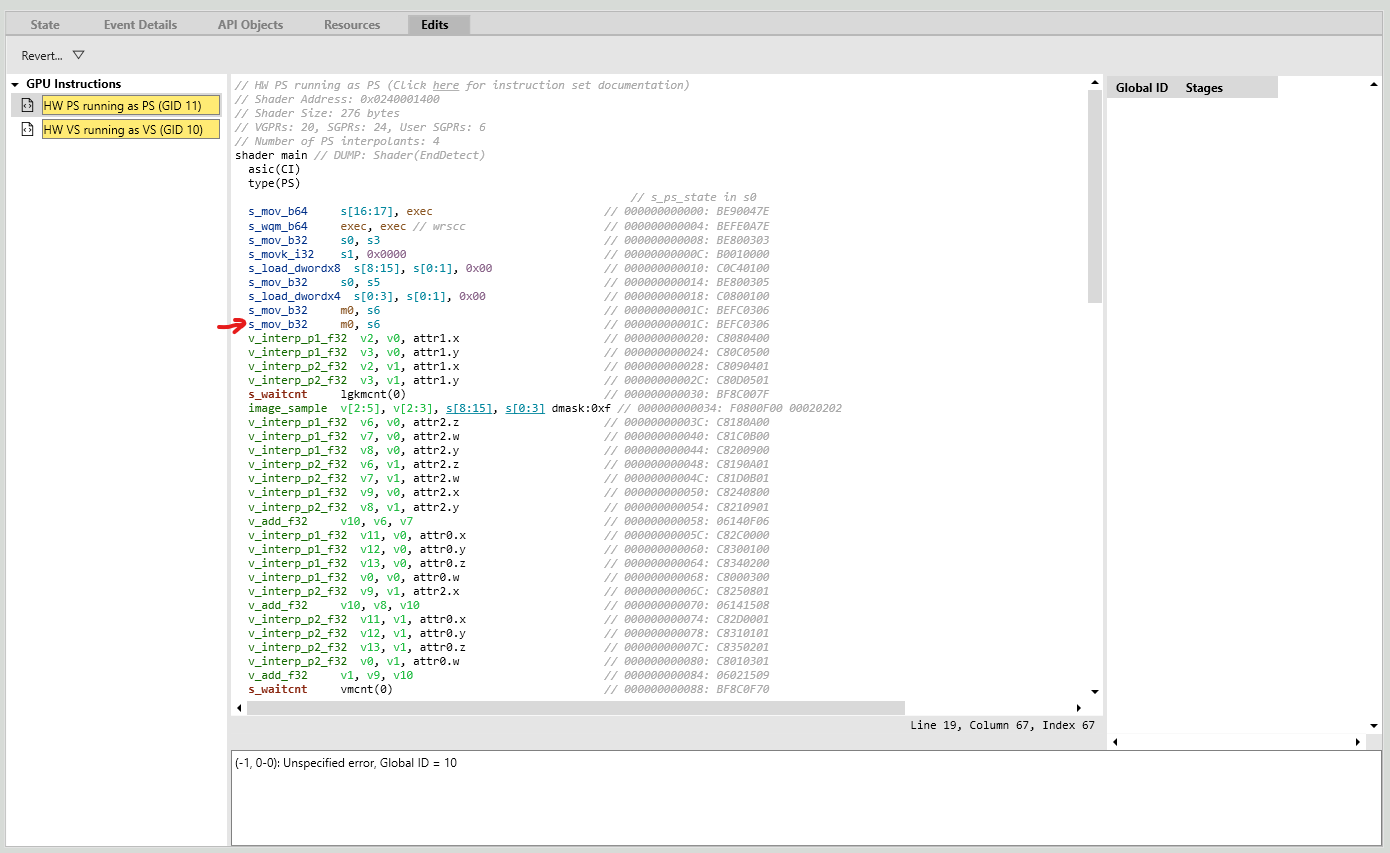 State Event Details API Objects Resources Edits
Revert...
GPU Instructions
HW PS running as PS (GID 11)
HW VS running as VS (GID 10)
// HW PS running as PS (Click here for instruction set documentation)
// Shader Address: 0x0240001400
// Shader Size: 276 bytes
// VGPRs: 20, SGPRs: 24, User SGPRs: 6
// Number of PS interpolants: 4
shader main // DUMP: Shader(EndDetect)
asic(CI)
type(PS)
// s_ps_state in s0
s_mov_b64 s[16:17], exec // 000000000000: BE90047E
s_wqm_b64 exec, exec // wrscc // 000000000004: BEFE0A7E
s_mov_b32 s0, s3 // 000000000008: BE800303
s_movk_i32 s1, 0x0000 // 00000000000C: B0010000
s_load_dwordx8 s[8:15], s[0:1], 0x00 // 000000000010: C0C40100
s_mov_b32 s0, s5 // 000000000014: BE800305
s_load_dwordx4 s[0:3], s[0:1], 0x00 // 000000000018: C0800100
s_mov_b32 m0, s6 // 00000000001C: BEFC0306
s_mov_b32 m0, s6 // 00000000001C: BEFC0306
v_interp_p1_f32 v2, v0, attr1.x // 000000000020: C8080400
v_interp_p1_f32 v3, v0, attr1.y // 000000000024: C80C0500
v_interp_p2_f32 v2, v1, attr1.x // 000000000028: C8090401
v_interp_p2_f32 v3, v1, attr1.y // 00000000002C: C80D0501
s_waitcnt lgkmcnt(0) // 000000000030: BF8C007F
image_sample v[2:5], v[2:3], s[8:15], s[0:3] dmask:0xf // 000000000034: F0800F00 00020202
v_interp_p1_f32 v6, v0, attr2.z // 00000000003C: C8180A00
v_interp_p1_f32 v7, v0, attr2.w // 000000000040: C81C0B00
v_interp_p1_f32 v8, v0, attr2.y // 000000000044: C8200900
v_interp_p2_f32 v6, v1, attr2.z // 000000000048: C8190A01
v_interp_p2_f32 v7, v1, attr2.w // 00000000004C: C81D0B01
v_interp_p1_f32 v9, v0, attr2.x // 000000000050: C8240800
v_interp_p2_f32 v8, v1, attr2.y // 000000000054: C8210901
v_add_f32 v10, v6, v7 // 000000000058: 06140F06
v_interp_p1_f32 v11, v0, attr0.x // 00000000005C: C82C0000
v_interp_p1_f32 v12, v0, attr0.y // 000000000060: C8300100
v_interp_p1_f32 v13, v0, attr0.z // 000000000064: C8340200
v_interp_p1_f32 v0, v0, attr0.w // 000000000068: C8000300
v_interp_p2_f32 v9, v1, attr2.x // 00000000006C: C8250801
v_add_f32 v10, v8, v10 // 000000000070: 06141508
v_interp_p2_f32 v11, v1, attr0.x // 000000000074: C82D0001
v_interp_p2_f32 v12, v1, attr0.y // 000000000078: C8310101
v_interp_p2_f32 v13, v1, attr0.z // 00000000007C: C8350201
v_interp_p2_f32 v0, v1, attr0.w // 000000000080: C8010301
v_add_f32 v1, v9, v10 // 000000000084: 06021509
s_waitcnt vmcnt(0) // 000000000088: BF8C0F70
Line 19, Column 67, Index 67
Global ID Stages
(-1, 0-0): Unspecified error, Global ID = 10